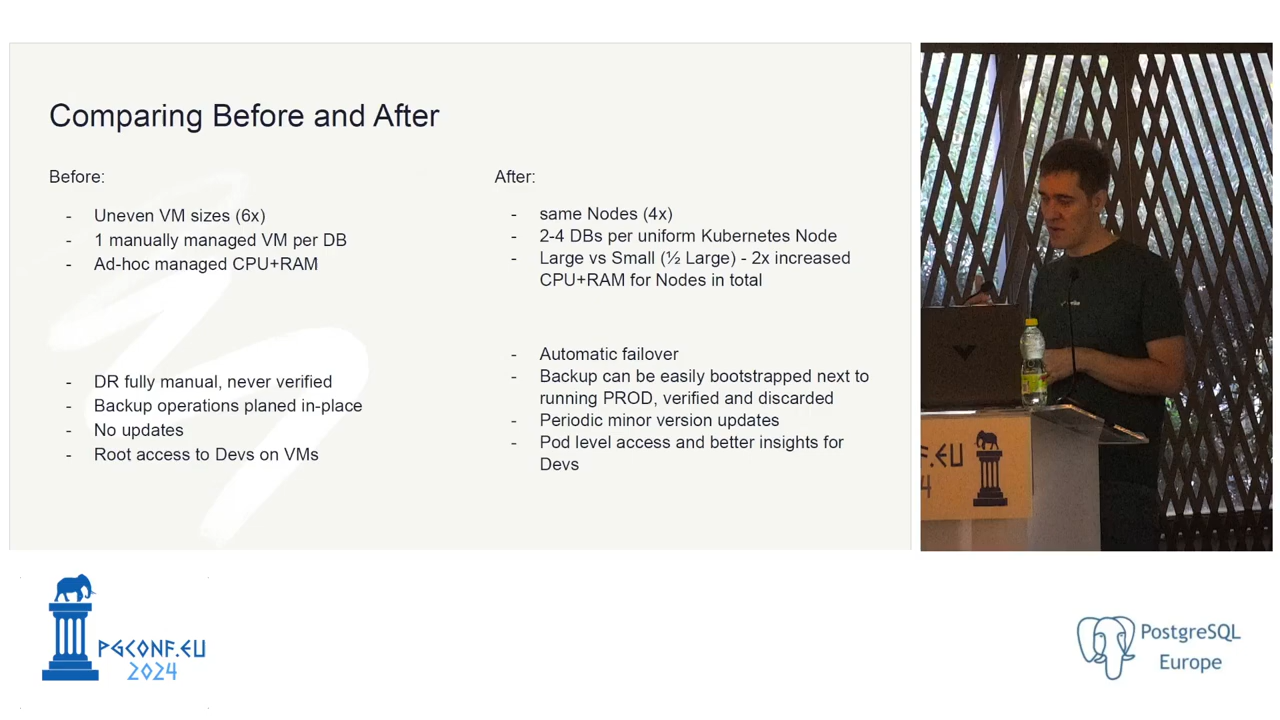 Comparing Before and After
Before:
- Uneven VM sizes (6x)
- 1 manually managed VM per DB
- Ad-hoc managed CPU+RAM
- DR fully manual, never verified
- Backup operations planed in-place
- No updates
- Root access to Devs on VMs
After:
- same Nodes (4x)
- 2-4 DBs per uniform Kubernetes Node
- Large vs Small (½ Large) - 2x increased
CPU+RAM for Nodes in total
- Automatic failover
- Backup can be easily bootstrapped next to
running PROD, verified and discarded
- Periodic minor version updates
- Pod level access and better insights for
Devs
F.EU
4
PGCONF.EU
2024
PostgreSQL
Europe